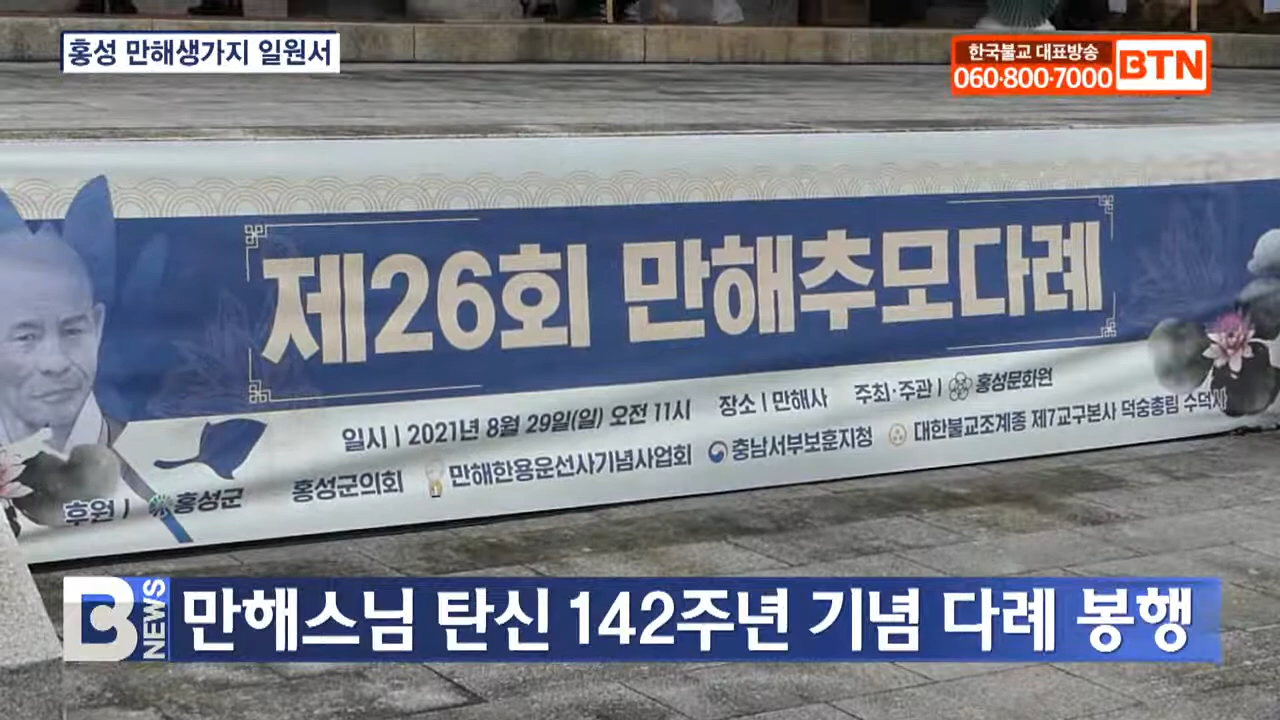 홍성 만해생가지 일원서
한국불교 대표방송
060·800·7000 BTN
제26회 만해추모다례
일시 | 2021년 8월 29일(일) 오전 11시 장소 | 만해사 주최·주관 | 홍성문화원
후원 | 홍성군 홍성군의회 만해한용운선사기념사업회 충남서부보훈지청 대한불교조계종 제7교구본사 덕숭총림 수덕사
B NEWS 만해스님 탄신 142주년 기념 다례 봉행